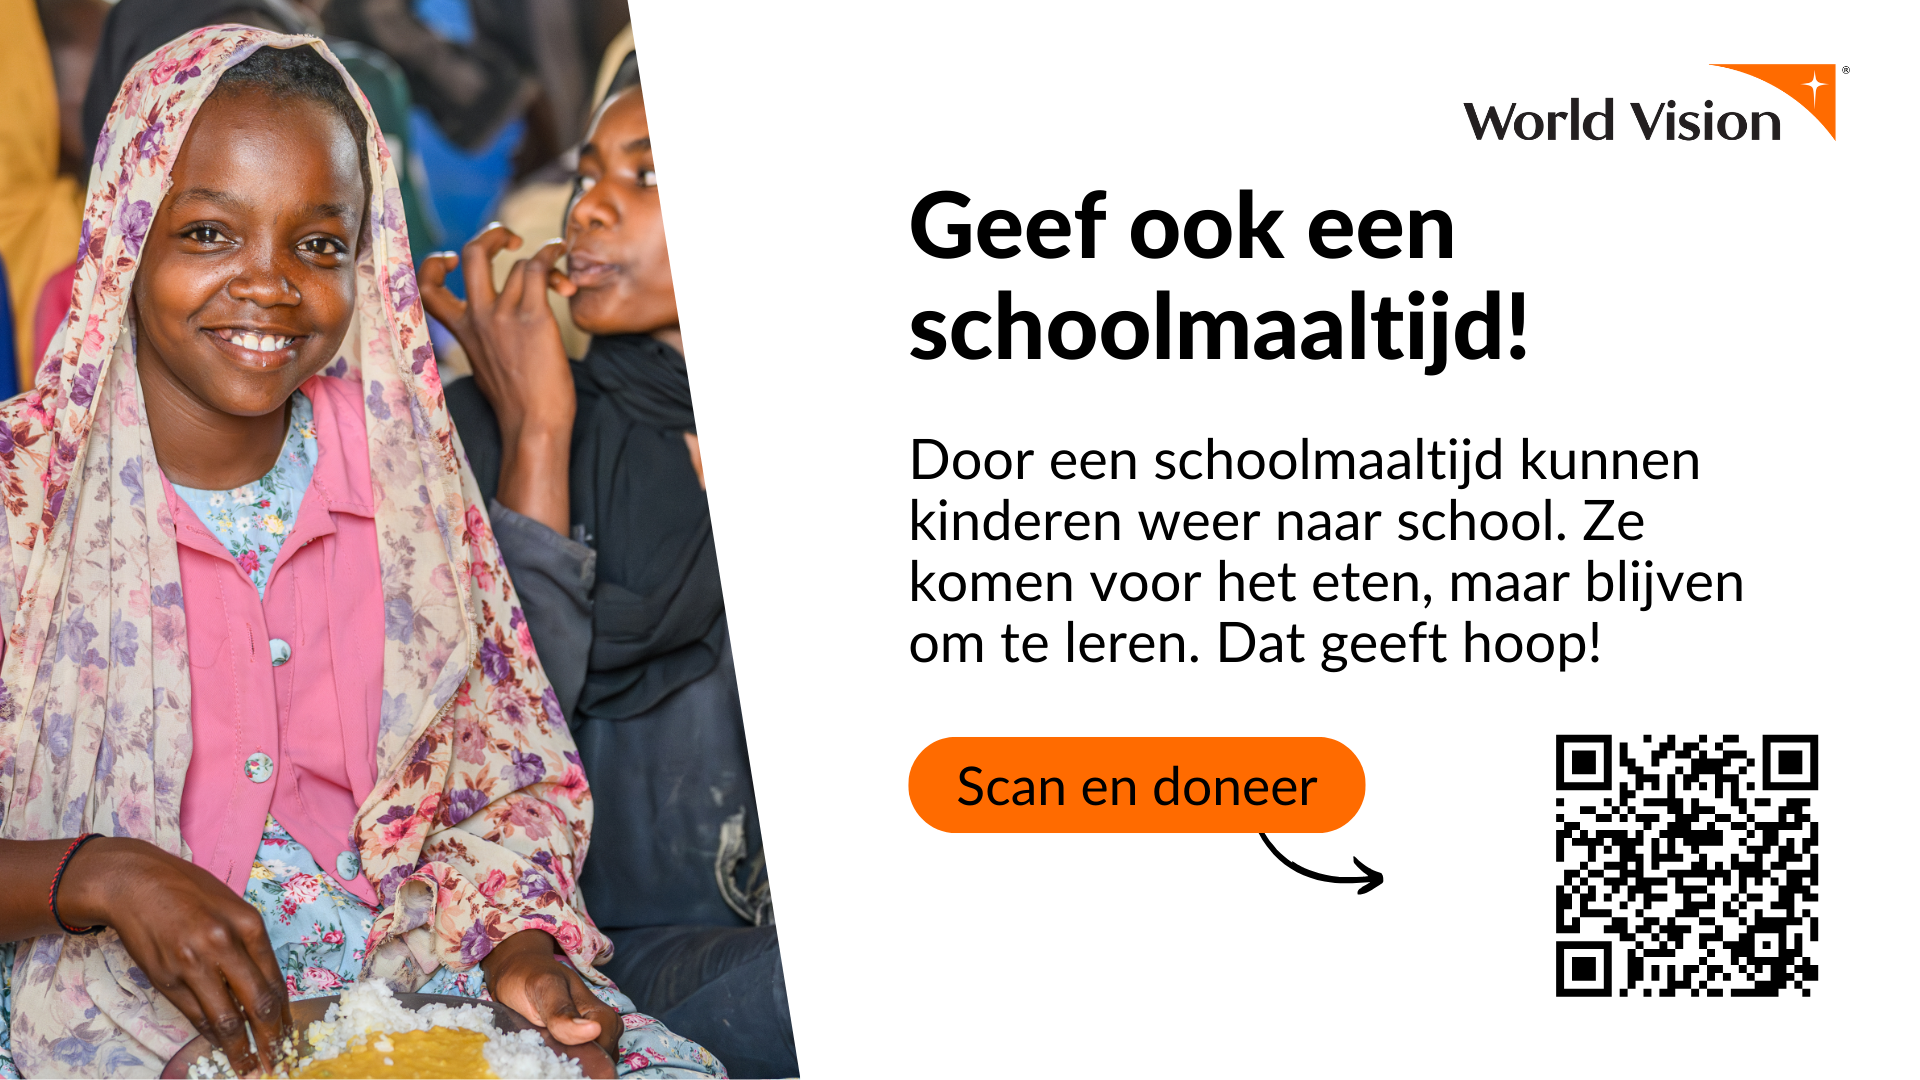 World Vision®
Geef ook een
schoolmaaltijd!
Door een schoolmaaltijd kunnen
kinderen weer naar school. Ze
komen voor het eten, maar blijven
om te leren. Dat geeft hoop!
Scan en doneer